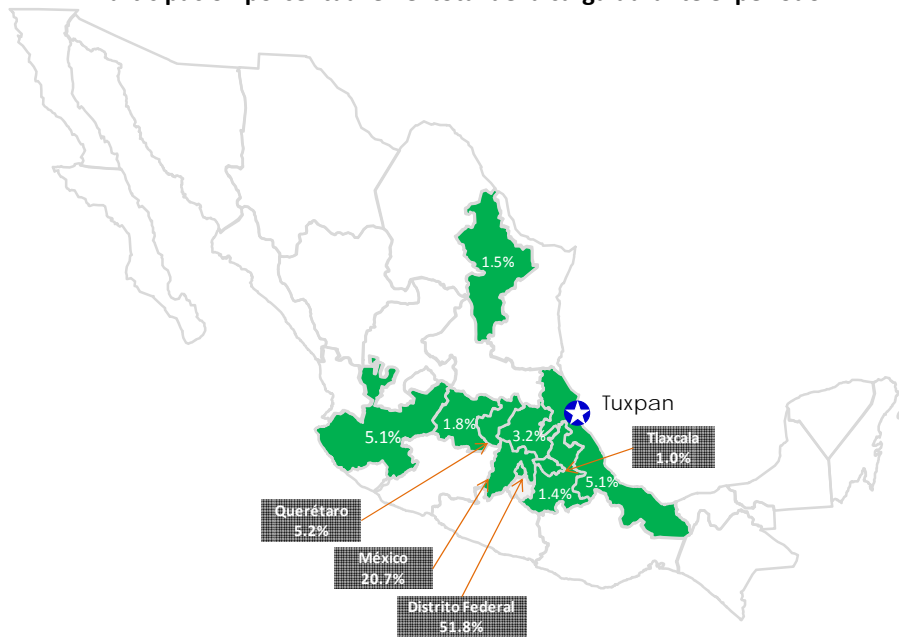 1.5%
Tuxpan
1.8%
3.2%
5.1%
Tlaxcala
1.0%
5.1%
1.4%
Querétaro
5.2%
México
20.7%
Distrito Federal
51.8%